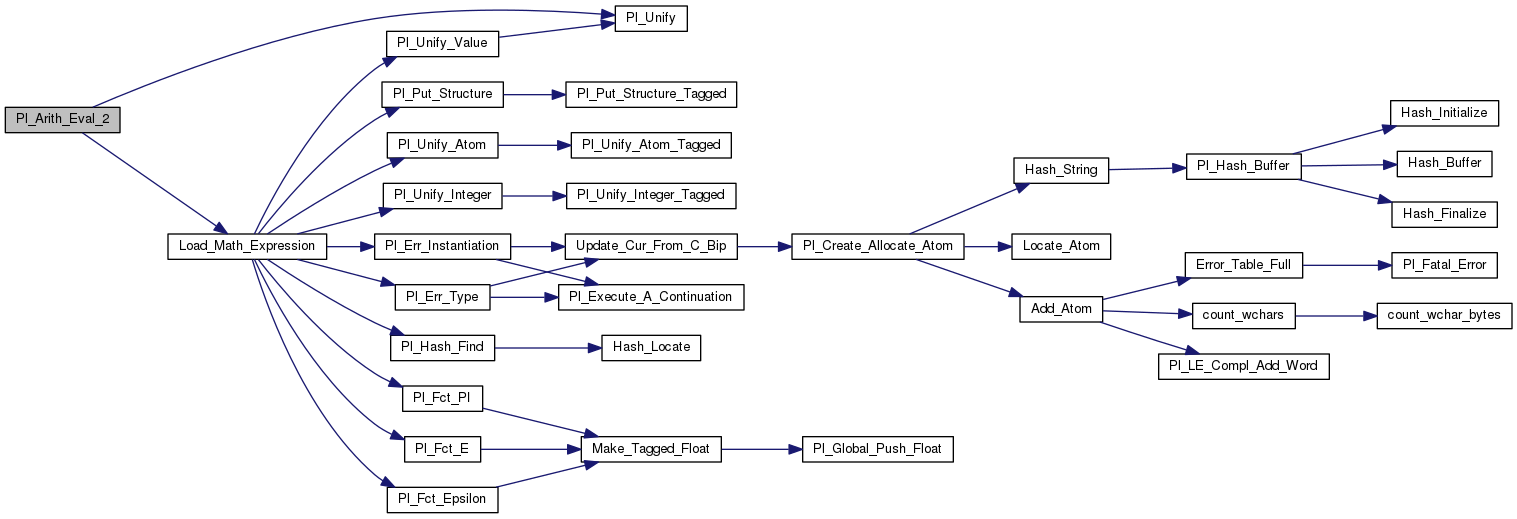 Pl_Arith_Eval_2
Pl_Unify
Pl_Unify_Value
Pl_Put_Structure
Pl_Put_Structure_Tagged
Pl_Unify_Atom
Pl_Unify_Atom_Tagged
Pl_Unify_Integer
Pl_Unify_Integer_Tagged
Load_Math_Expression
Pl_Err_Instantiation
Update_Cur_From_C_Bip
Pl_Create_Allocate_Atom
Hash_String
Pl_Hash_Buffer
Hash_Initialize
Hash_Buffer
Hash_Finalize
Locate_Atom
Add_Atom
Error_Table_Full
Pl_Fatal_Error
count_wchars
count_wchar_bytes
Pl_LE_Compl_Add_Word
Pl_Err_Type
Pl_Execute_A_Continuation
Pl_Hash_Find
Hash_Locate
Pl_Fct_PI
Pl_Fct_E
Make_Tagged_Float
Pl_Global_Push_Float
Pl_Fct_Epsilon